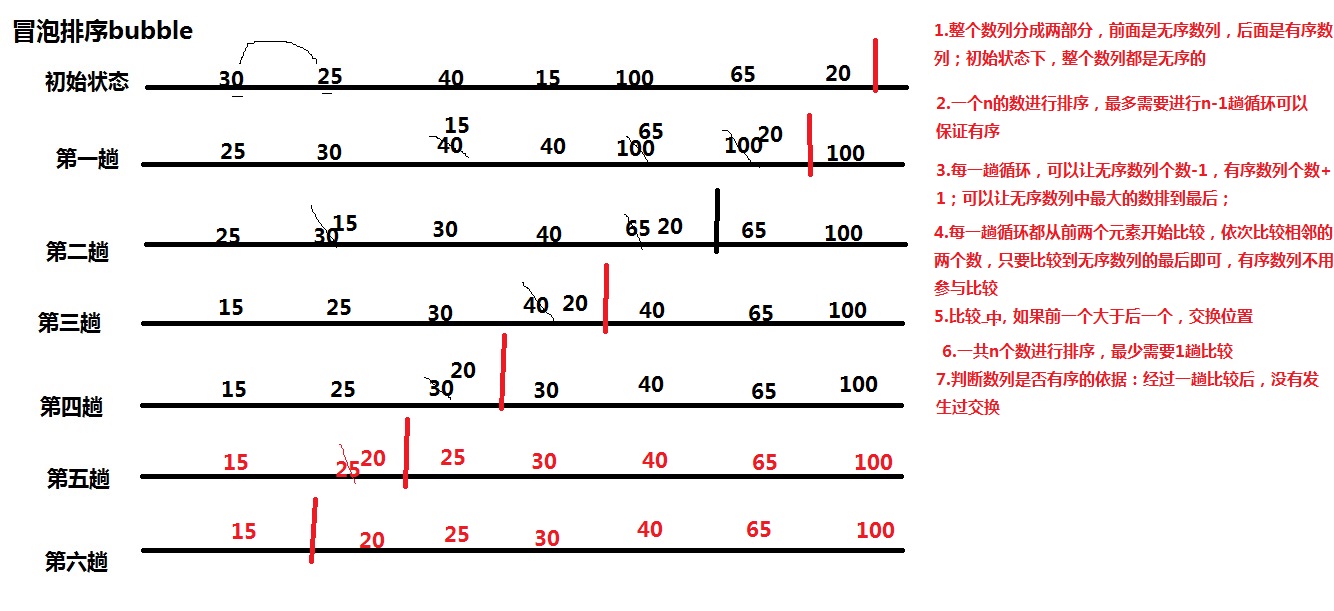 冒泡排序bubble
初始状态 30 25 40 15 100 65 20
15 65 20
第一趟 25 30 40 40 100 100 100
15
第二趟 25 30 30 40 65 20 65 100
第三趟 15 25 30 40 20 40 65 100
20
第四趟 15 25 30 30 40 65 100
第五趟 15 25 20 25 30 40 65 100
第六趟 15 20 25 30 40 65 100
1.整个数列分成两部分，前面是无序数列，后面是有序数
列；初始状态下，整个数列都是无序的
2.一个n的数进行排序，最多需要进行n-1趟循环可以
保证有序
3.每一趟循环，可以让无序数列个数-1，有序数列个数+
1；可以让无序数列中最大的数排到最后；
4.每一趟循环都从前两个元素开始比较，依次比较相邻的
两个数，只要比较到无序数列的最后即可，有序数列不用
参与比较
5.比较_中, 如果前一个大于后一个，交换位置
6.一共n个数进行排序，最少需要1趟比较
7.判断数列是否有序的依据：经过一趟比较后，没有发
生过交换